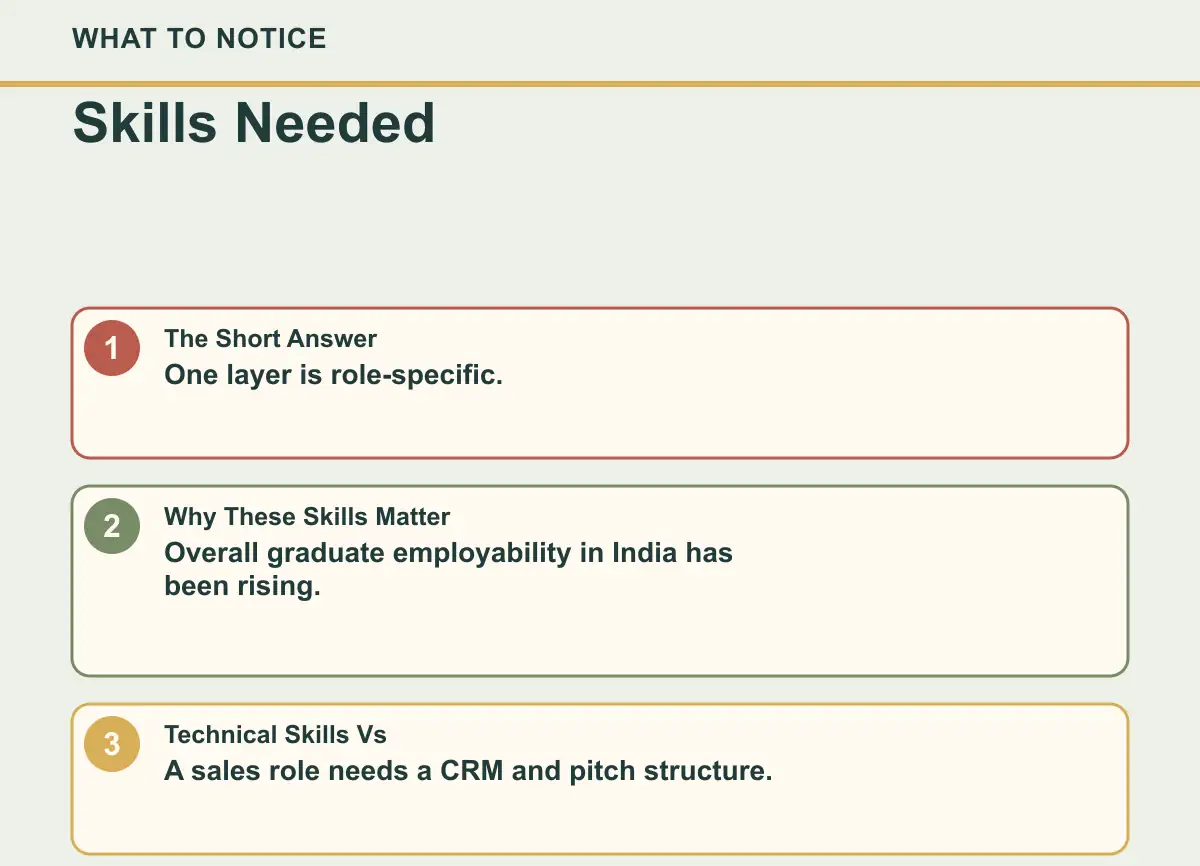 WHAT TO NOTICE
Skills Needed
1
The Short Answer
One layer is role-specific.
2
Why These Skills Matter
Overall graduate employability in India has
been rising.
3
Technical Skills Vs
A sales role needs a CRM and pitch structure.